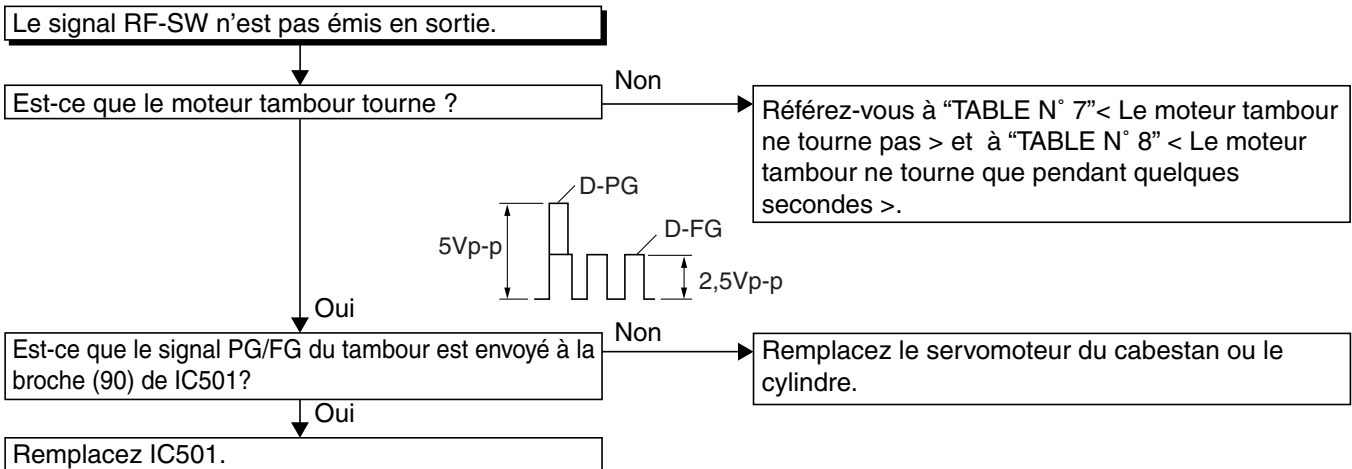 Le signal RF-SW n'est pas émis en sortie.
Est-ce que le moteur tambour tourne ?
Non
Référez-vous à “TABLE N° 7”< Le moteur tambour
ne tourne pas > et à “TABLE N° 8” < Le moteur
tambour ne tourne que pendant quelques
secondes >.
D-PG
5Vp-p
D-FG
2,5Vp-p
Oui
Est-ce que le signal PG/FG du tambour est envoyé à la
broche (90) de IC501?
Non
Remplacez le servomoteur du cabestan ou le
cylindre.
Oui
Remplacez IC501.